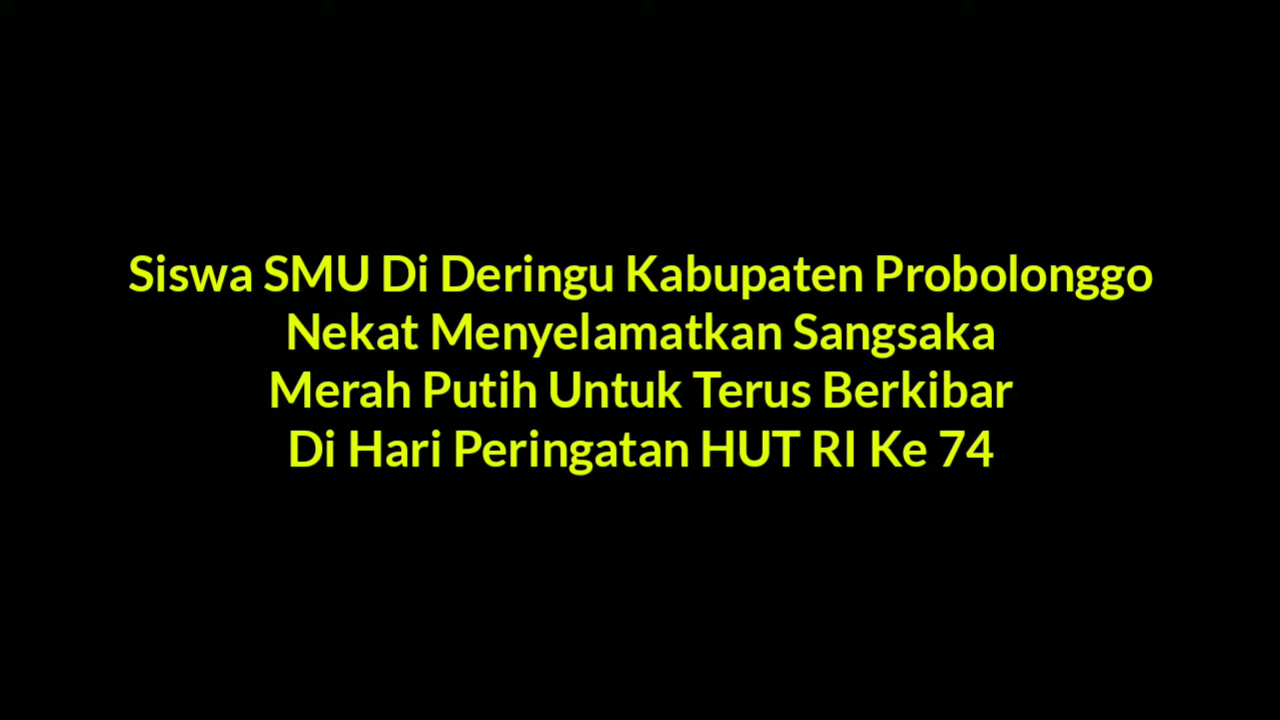 Siswa SMU Di Deringu Kabupaten Probolonggo
Nekat Menyelamatkan Sangsaka
Merah Putih Untuk Terus Berkibar
Di Hari Peringatan HUT RI Ke 74